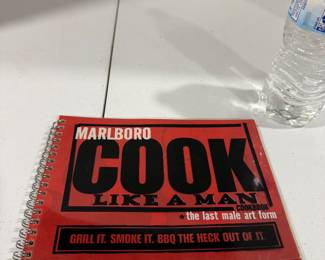 MARLBORO
COOK
LIKE A MAN
COOKBOOK
the last male art form
GRILL IT. SMOKE IT. BBQ THE HECK OUT OF IT.